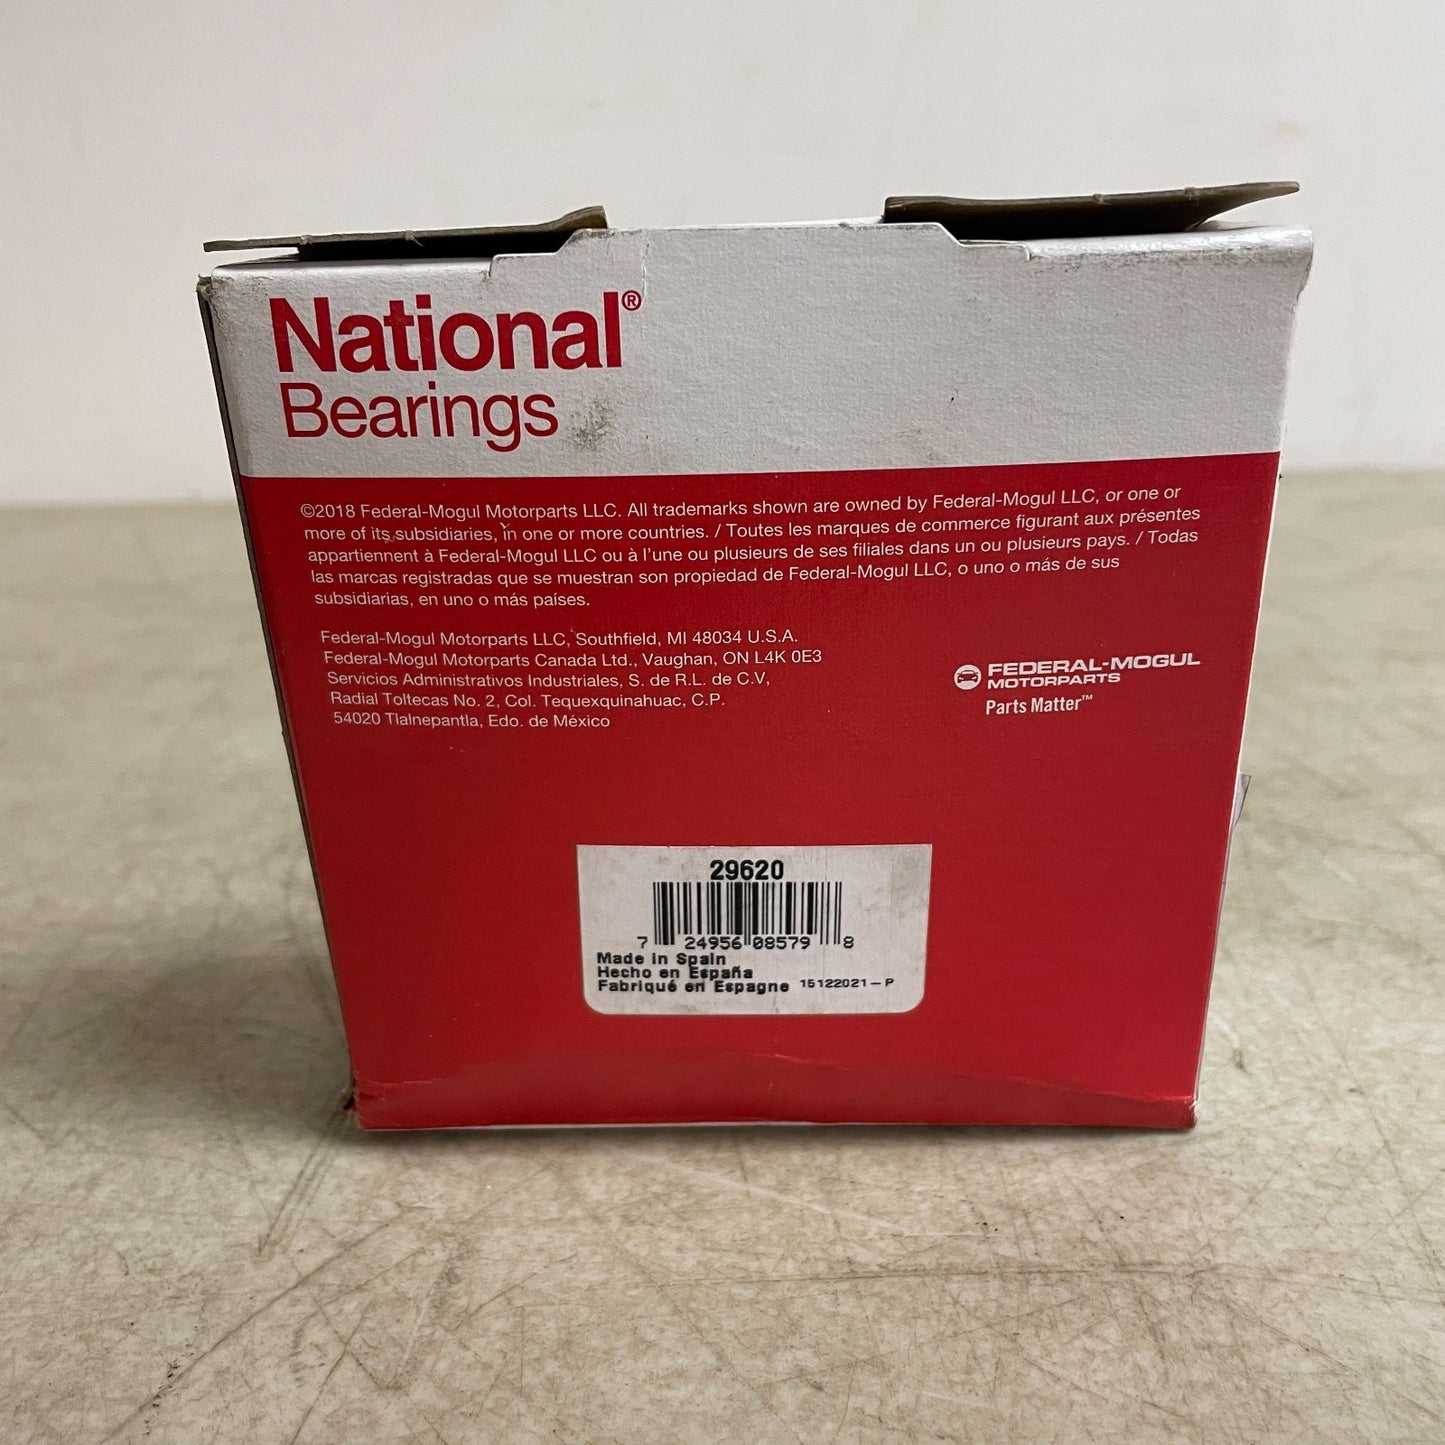 National®
Bearings
©2018 Federal-Mogul Motorparts LLC. All trademarks shown are owned by Federal-Mogul LLC, or one or
more of its subsidiaries, in one or more countries. / Toutes les marques de commerce figurant aux présentes
appartiennent à Federal-Mogul LLC ou à l'une ou plusieurs de ses filiales dans un ou plusieurs pays. / Todas
las marcas registradas que se muestran son propiedad de Federal-Mogul LLC, o uno o más de sus
subsidiarias, en uno o más países.
Federal-Mogul Motorparts LLC, Southfield, MI 48034 U.S.A.
Federal-Mogul Motorparts Canada Ltd., Vaughan, ON L4K 0E3
Servicios Administrativos Industriales, S. de R.L. de C.V,
Radial Toltecas No. 2, Col. Tequexquinahuac, C.P.
54020 Tlalnepantla, Edo. de México
FEDERAL-MOGUL
MOTORPARTS
Parts Matter™
29620
7 24956 08579 8
Made in Spain
Hecho en España
Fabriqué en Espagne 15122021-P